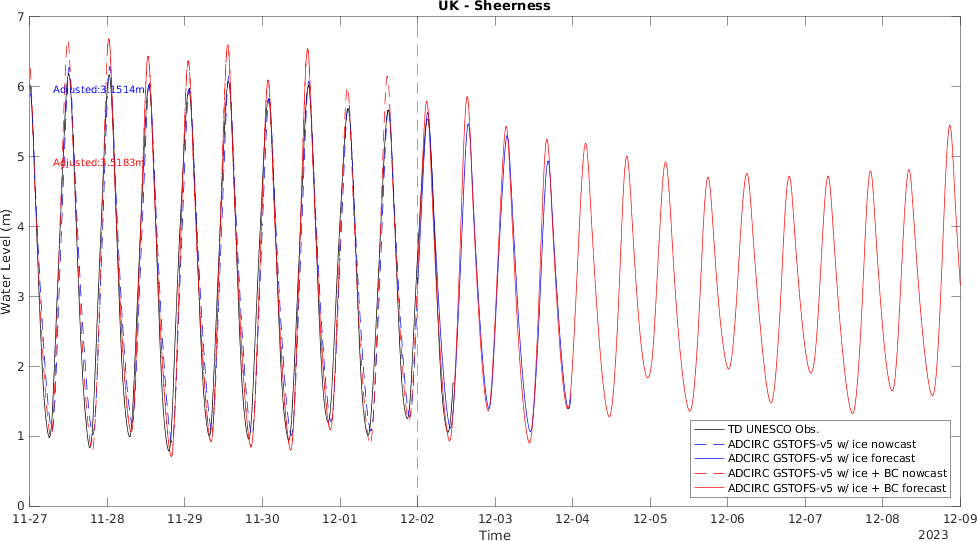 UK - Sheerness
7
6
5
4
3
2
1
0
Water Level (m)
Adjusted:3.1514m
Adjusted:3.5183m
TD UNESCO Obs.
ADCIRC GSTOFS-v5 w/ ice nowcast
ADCIRC GSTOFS-v5 w/ ice forecast
ADCIRC GSTOFS-v5 w/ ice + BC nowcast
ADCIRC GSTOFS-v5 w/ ice + BC forecast
11-27 11-28 11-29 11-30 12-01 12-02 12-03 12-04 12-05 12-06 12-07 12-08 12-09
Time
2023